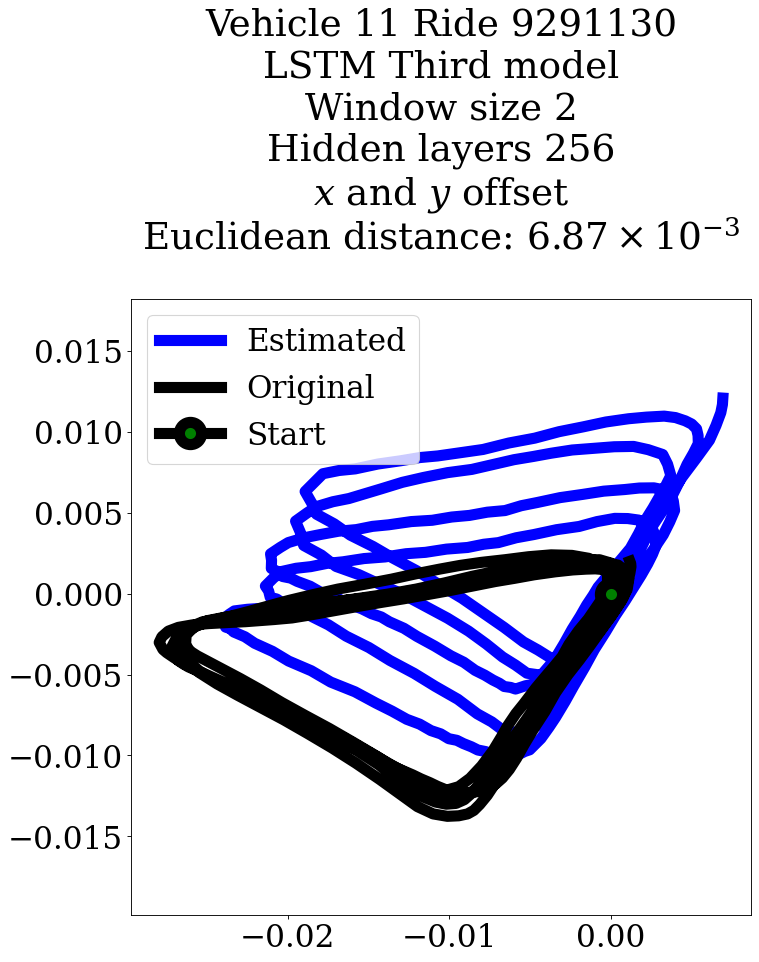 Vehicle 11 Ride 9291130
LSTM Third model
Window size 2
Hidden layers 256
x and y offset
Euclidean distance: 6.87 × 10⁻³
Estimated
Original
Start
0.015
0.010
0.005
0.000
−0.005
−0.010
−0.015
−0.02
−0.01
0.00